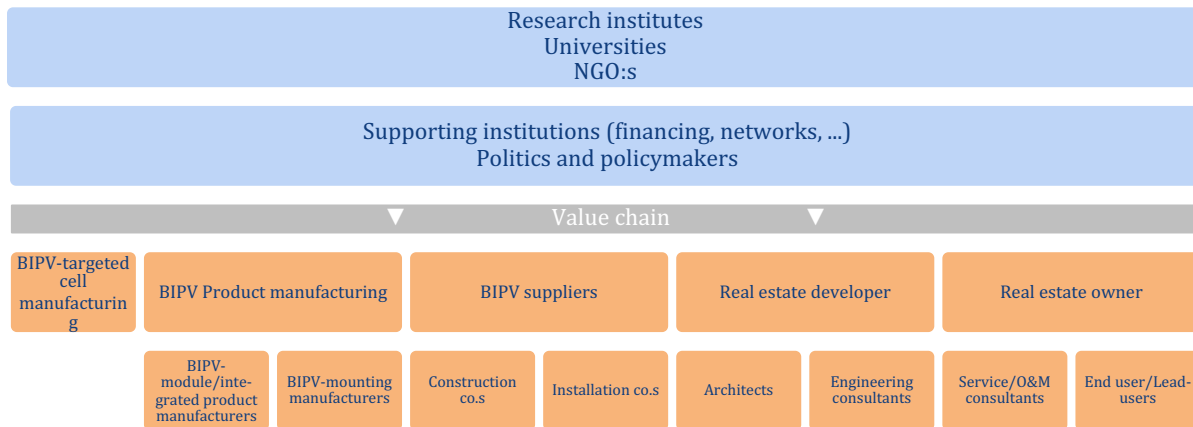 Research institutes
Universities
NGO:s
Supporting institutions (financing, networks, ...)
Politics and policymakers
Value chain
BIPV-targeted
cell
manufacturin
g
BIPV Product manufacturing
BIPV suppliers
Real estate developer
Real estate owner
BIPV-
module/inte-
grated product
manufacturers
BIPV-mounting
manufacturers
Construction
co.s
Installation co.s
Architects
Engineering
consultants
Service/O&M
consultants
End user/Lead-
users